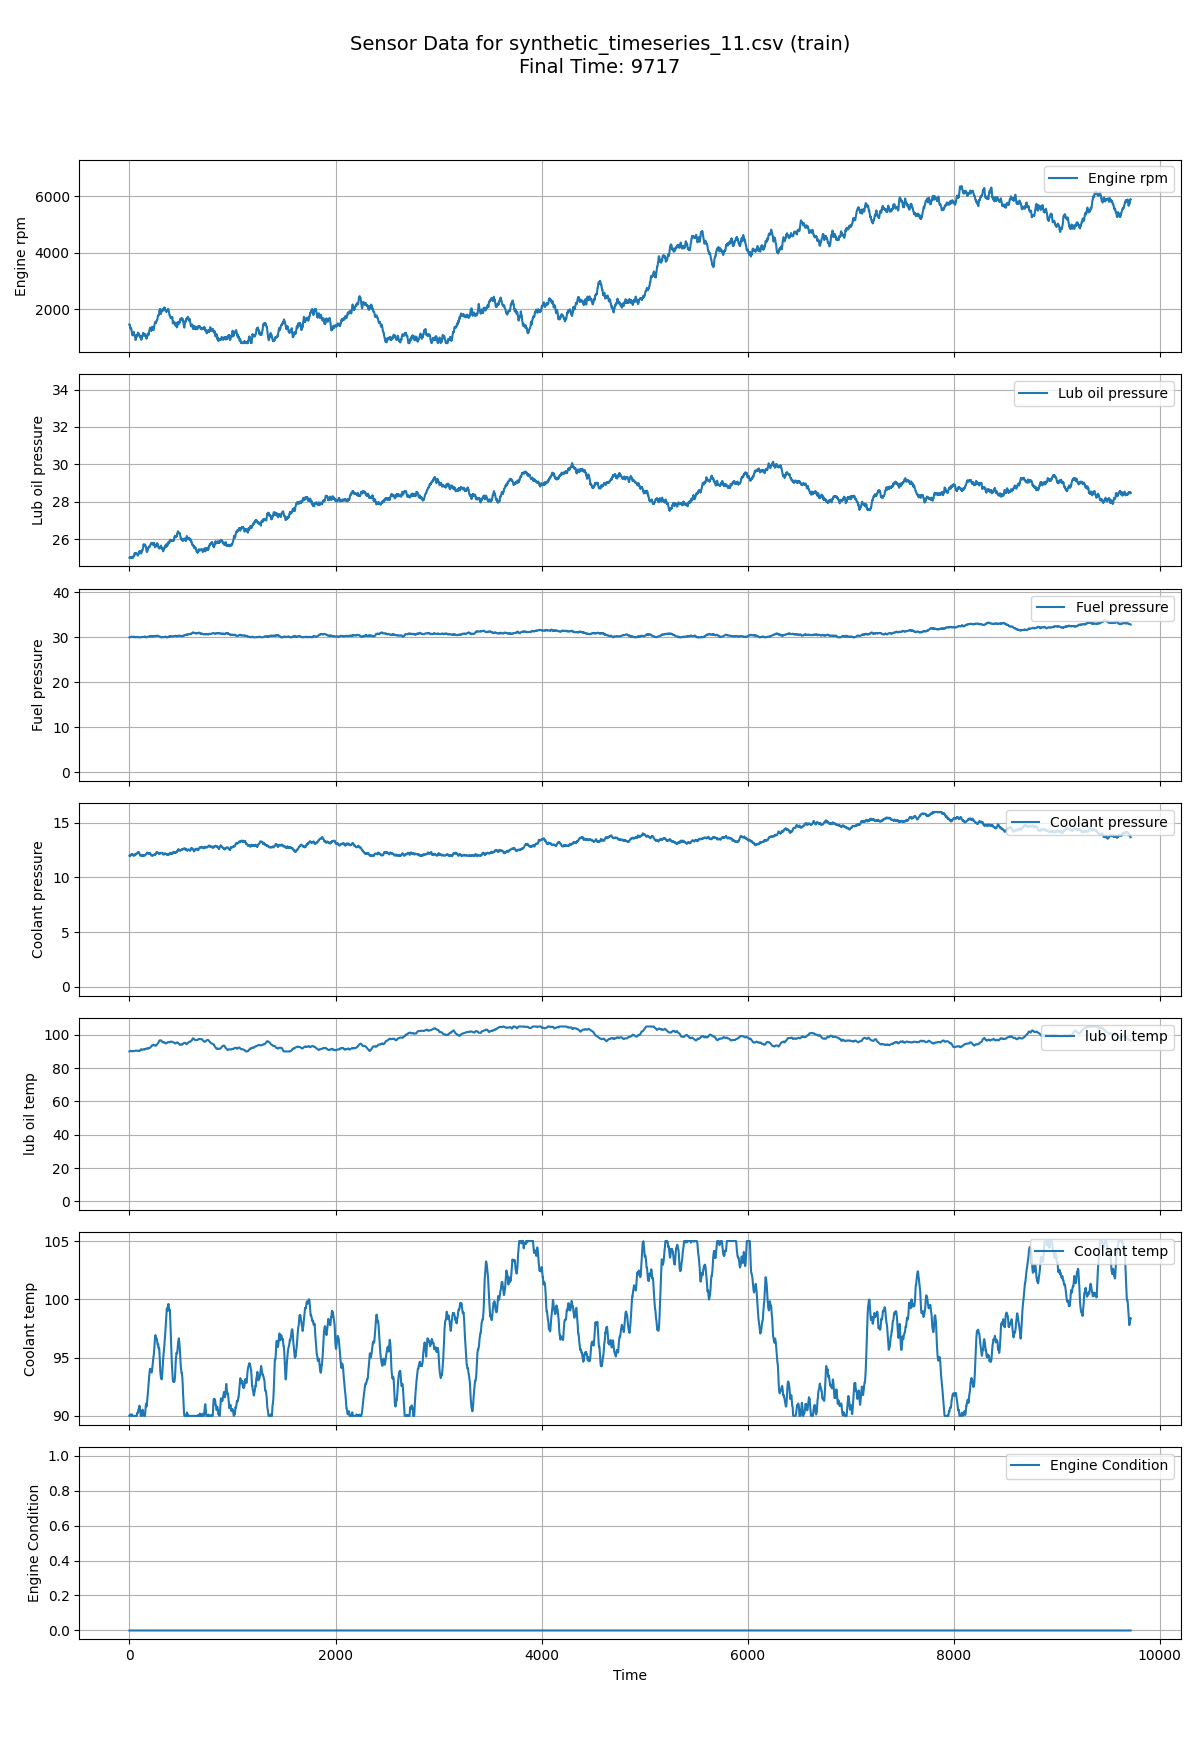 Sensor Data for synthetic_timeseries_11.csv (train)
Final Time: 9717
Engine rpm
6000
4000
2000
Engine rpm
Lub oil pressure
34
32
30
28
26
Lub oil pressure
Fuel pressure
40
30
20
10
0
Fuel pressure
Coolant pressure
15
10
5
0
Coolant pressure
lub oil temp
100
80
60
40
20
0
lub oil temp
Coolant temp
105
100
95
90
Coolant temp
Engine Condition
1.0
0.8
0.6
0.4
0.2
0.0
Engine Condition
0 2000 4000 6000 8000 10000
Time